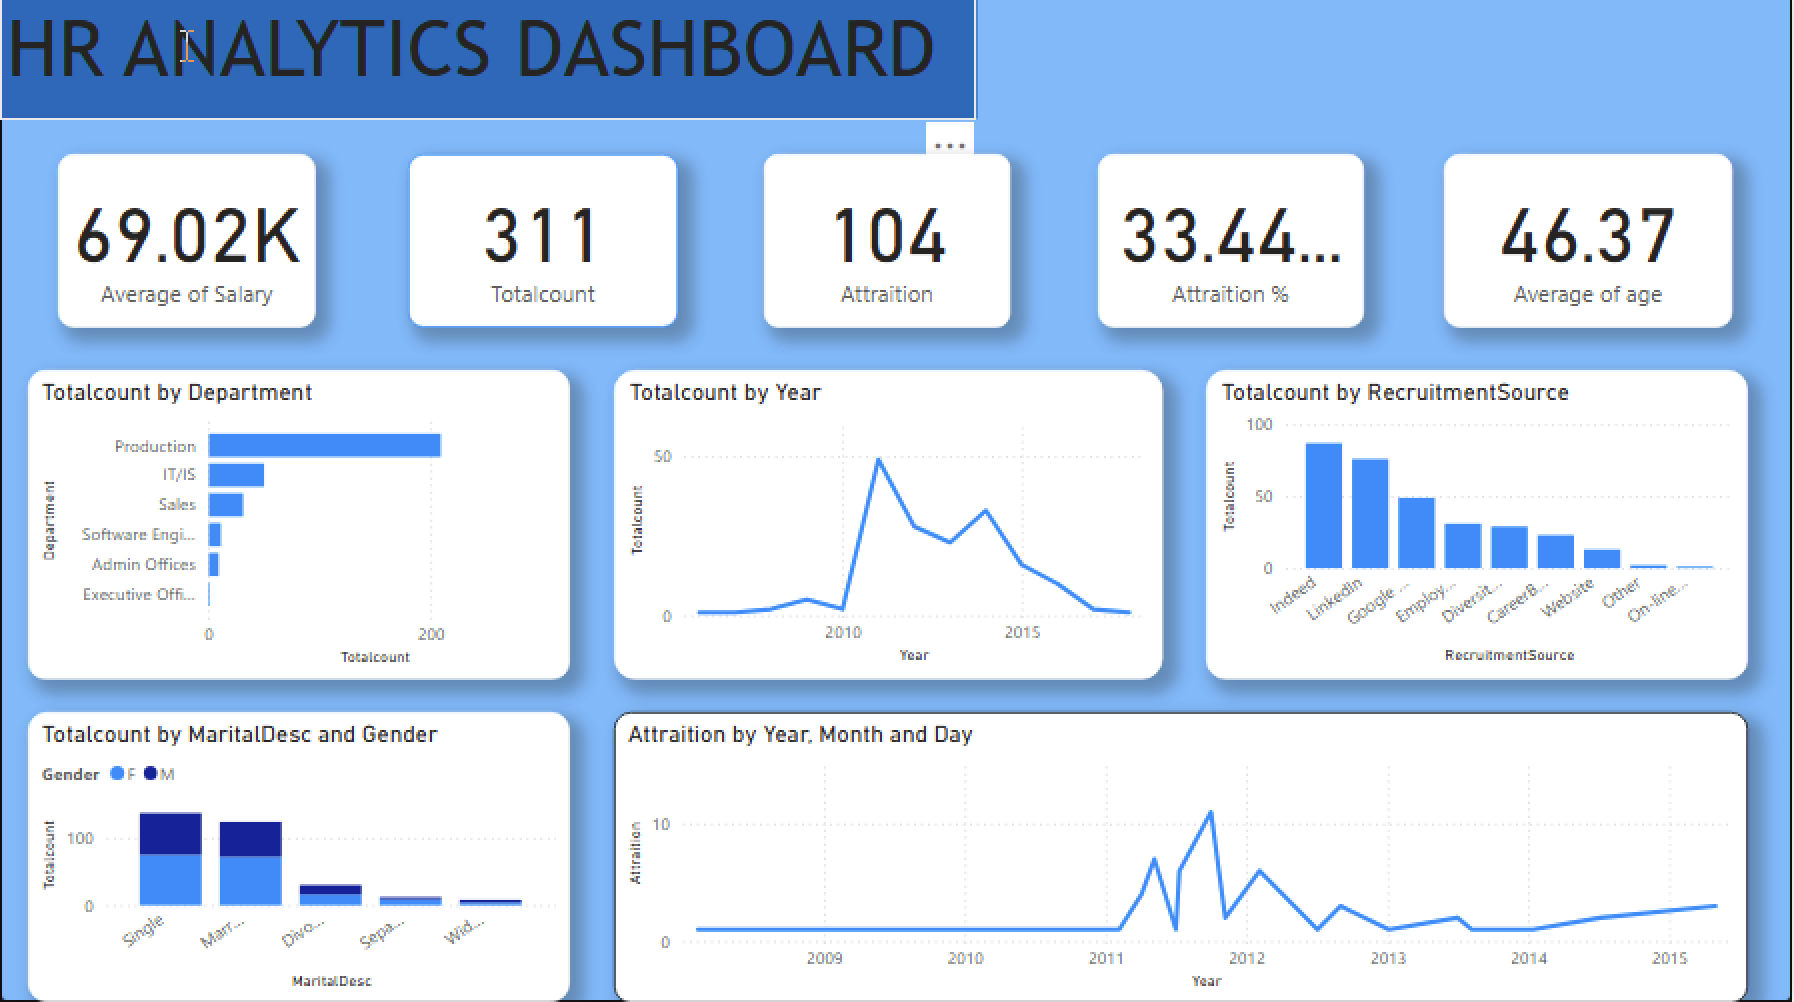 HR ANALYTICS DASHBOARD
...
69.02K
Average of Salary
311
Totalcount
104
Attraition
33.44...
Attraition %
46.37
Average of age
Totalcount by Department
Department
Production
IT/IS
Sales
Software Engi...
Admin Offices
Executive Offi...
0 200
Totalcount
Totalcount by Year
Totalcount
50
0
2010 2015
Year
Totalcount by RecruitmentSource
Totalcount
100
50
0
Indeed LinkedIn Google ... Employ... Diversit... CareerB... Website Other On-line...
RecruitmentSource
Totalcount by MaritalDesc and Gender
Gender F M
Totalcount
100
0
Single Marr... Divo... Sepa... Wid...
MaritalDesc
Attraition by Year, Month and Day
Attraition
10
0
2009 2010 2011 2012 2013 2014 2015
Year